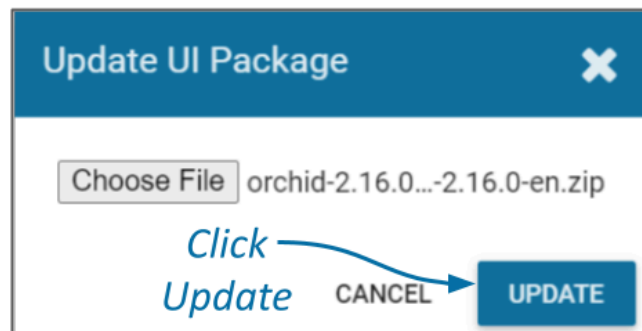 Update UI Package
Choose File orchid-2.16.0...-2.16.0-en.zip
Click
Update
CANCEL UPDATE